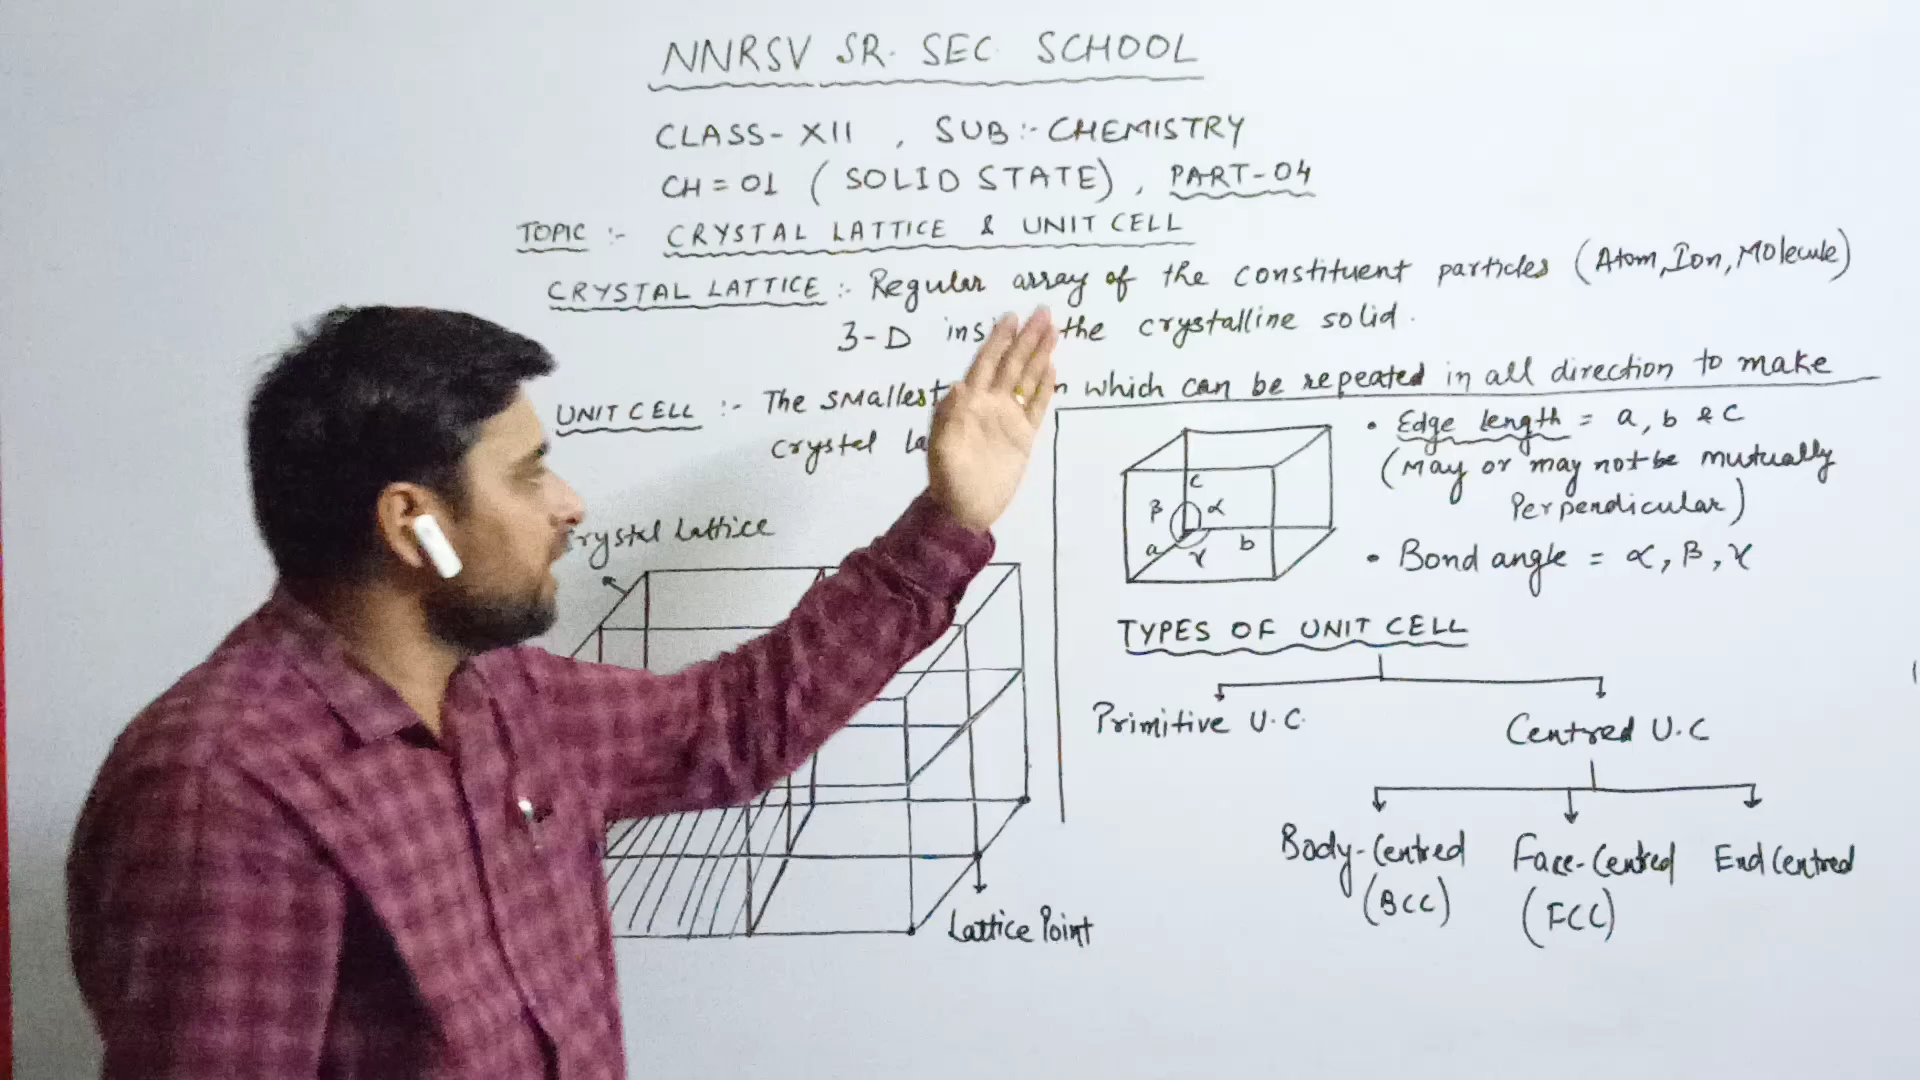 NNRSV SR. SEC SCHOOL
CLASS- XII , SUB:- CHEMISTRY
CH = 01 ( SOLID STATE) , PART-04
TOPIC :- CRYSTAL LATTICE & UNIT CELL
CRYSTAL LATTICE :- Regular array of the constituent particles (Atom, Ion, Molecule)
3-D the crystalline solid.
UNIT CELL :- The smallest which can be repeated in all direction to make
crystal
• Edge length = a, b & c
(May or may not be mutually
Perpendicular)
c
β α
a γ b
• Bond angle = α, β, γ
Crystal Lattice
TYPES OF UNIT CELL
Primitive U.C.
Centred U.C
Body-Centred Face-Centred End Centred
(BCC) (FCC)
Lattice Point